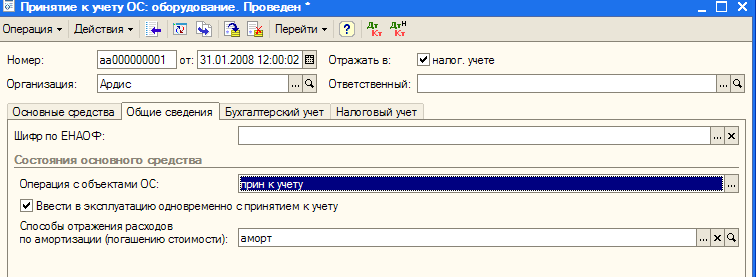 Принятие к учету ОС: оборудование. Проведен *
Операция Действия Перейти ? Дт Кт Дт Н Кт
Номер: аа000000001 от: 31.01.2008 12:00:02 Отражать в: налог. учете
Организация: Ардис ... Ответственный: ...
Основные средства Общие сведения Бухгалтерский учет Налоговый учет
Шифр по ЕНАОФ: ... x
Состояния основного средства
Операция с объектами ОС: прин к учету ...
Ввести в эксплуатацию одновременно с принятием к учету
Способы отражения расходов
по амортизации (погашению стоимости): аморт ... x